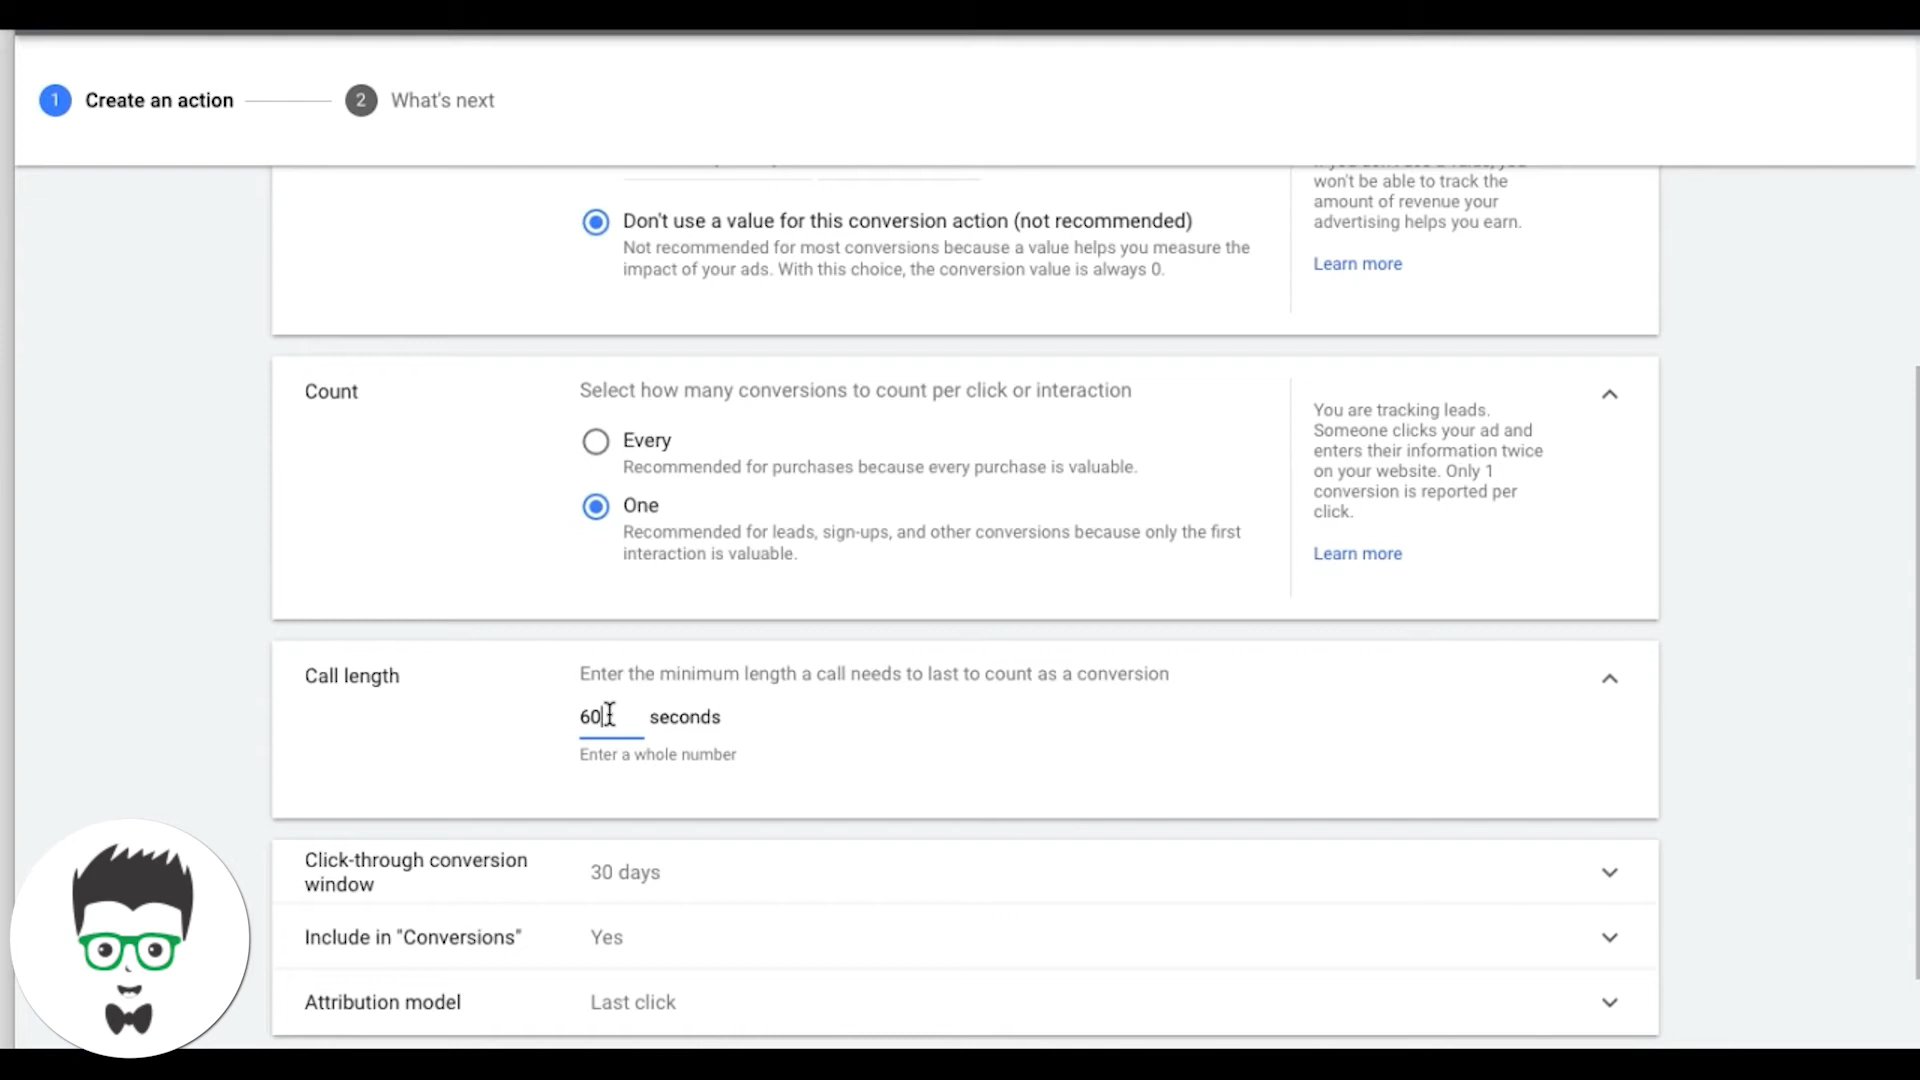 1 Create an action
2 What's next
won't be able to track the
amount of revenue your
advertising helps you earn.
Learn more
Don't use a value for this conversion action (not recommended)
Not recommended for most conversions because a value helps you measure the
impact of your ads. With this choice, the conversion value is always 0.
Count
Select how many conversions to count per click or interaction
Every
Recommended for purchases because every purchase is valuable.
One
Recommended for leads, sign-ups, and other conversions because only the first
interaction is valuable.
You are tracking leads.
Someone clicks your ad and
enters their information twice
on your website. Only 1
conversion is reported per
click.
Learn more
Call length
Enter the minimum length a call needs to last to count as a conversion
60 seconds
Enter a whole number
Click-through conversion
window
30 days
Include in "Conversions"
Yes
Attribution model
Last click